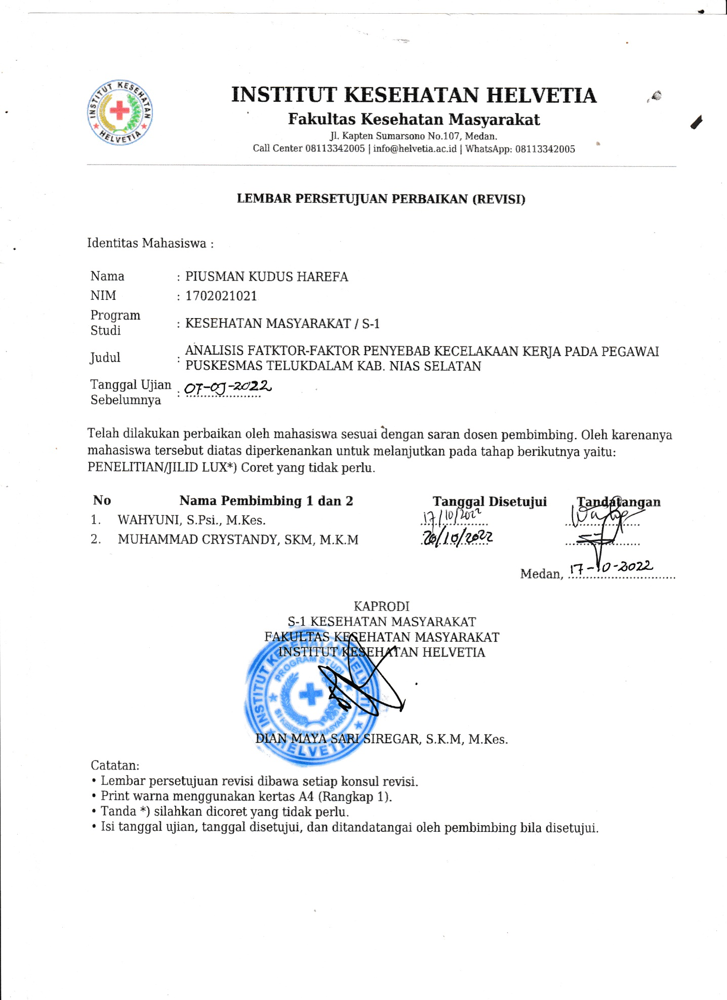 INSTITUT KESEHATAN
HELVETIA
INSTITUT KESEHATAN HELVETIA
Fakultas Kesehatan Masyarakat
Jl. Kapten Sumarsono No.107, Medan.
Call Center 08113342005 | info@helvetia.ac.id | WhatsApp: 08113342005
LEMBAR PERSETUJUAN PERBAIKAN (REVISI)
Identitas Mahasiswa :
Nama : PIUSMAN KUDUS HAREFA
NIM : 1702021021
Program
Studi : KESEHATAN MASYARAKAT / S-1
Judul : ANALISIS FATKTOR-FAKTOR PENYEBAB KECELAKAAN KERJA PADA PEGAWAI
PUSKESMAS TELUKDALAM KAB. NIAS SELATAN
Tanggal Ujian
Sebelumnya : 07-09-2022
Telah dilakukan perbaikan oleh mahasiswa sesuai dengan saran dosen pembimbing. Oleh karenanya
mahasiswa tersebut diatas diperkenankan untuk melanjutkan pada tahap berikutnya yaitu:
PENELITIAN/JILID LUX*) Coret yang tidak perlu.
No Nama Pembimbing 1 dan 2 Tanggal Disetujui Tandatangan
1. WAHYUNI, S.Psi., M.Kes. 17/10/2022
2. MUHAMMAD CRYSTANDY, SKM, M.K.M 20/10/2022
Medan, 17-10-2022
KAPRODI
S-1 KESEHATAN MASYARAKAT
FAKULTAS KESEHATAN MASYARAKAT
INSTITUT KESEHATAN HELVETIA
INSTITUT KESEHATAN HELVETIA
PROGRAM STUDI
S1 KESEHATAN MASYARAKAT
HELVETIA
DIAN MAYA SARI SIREGAR, S.K.M, M.Kes.
Catatan:
• Lembar persetujuan revisi dibawa setiap konsul revisi.
• Print warna menggunakan kertas A4 (Rangkap 1).
• Tanda *) silahkan dicoret yang tidak perlu.
• Isi tanggal ujian, tanggal disetujui, dan ditandatangai oleh pembimbing bila disetujui.